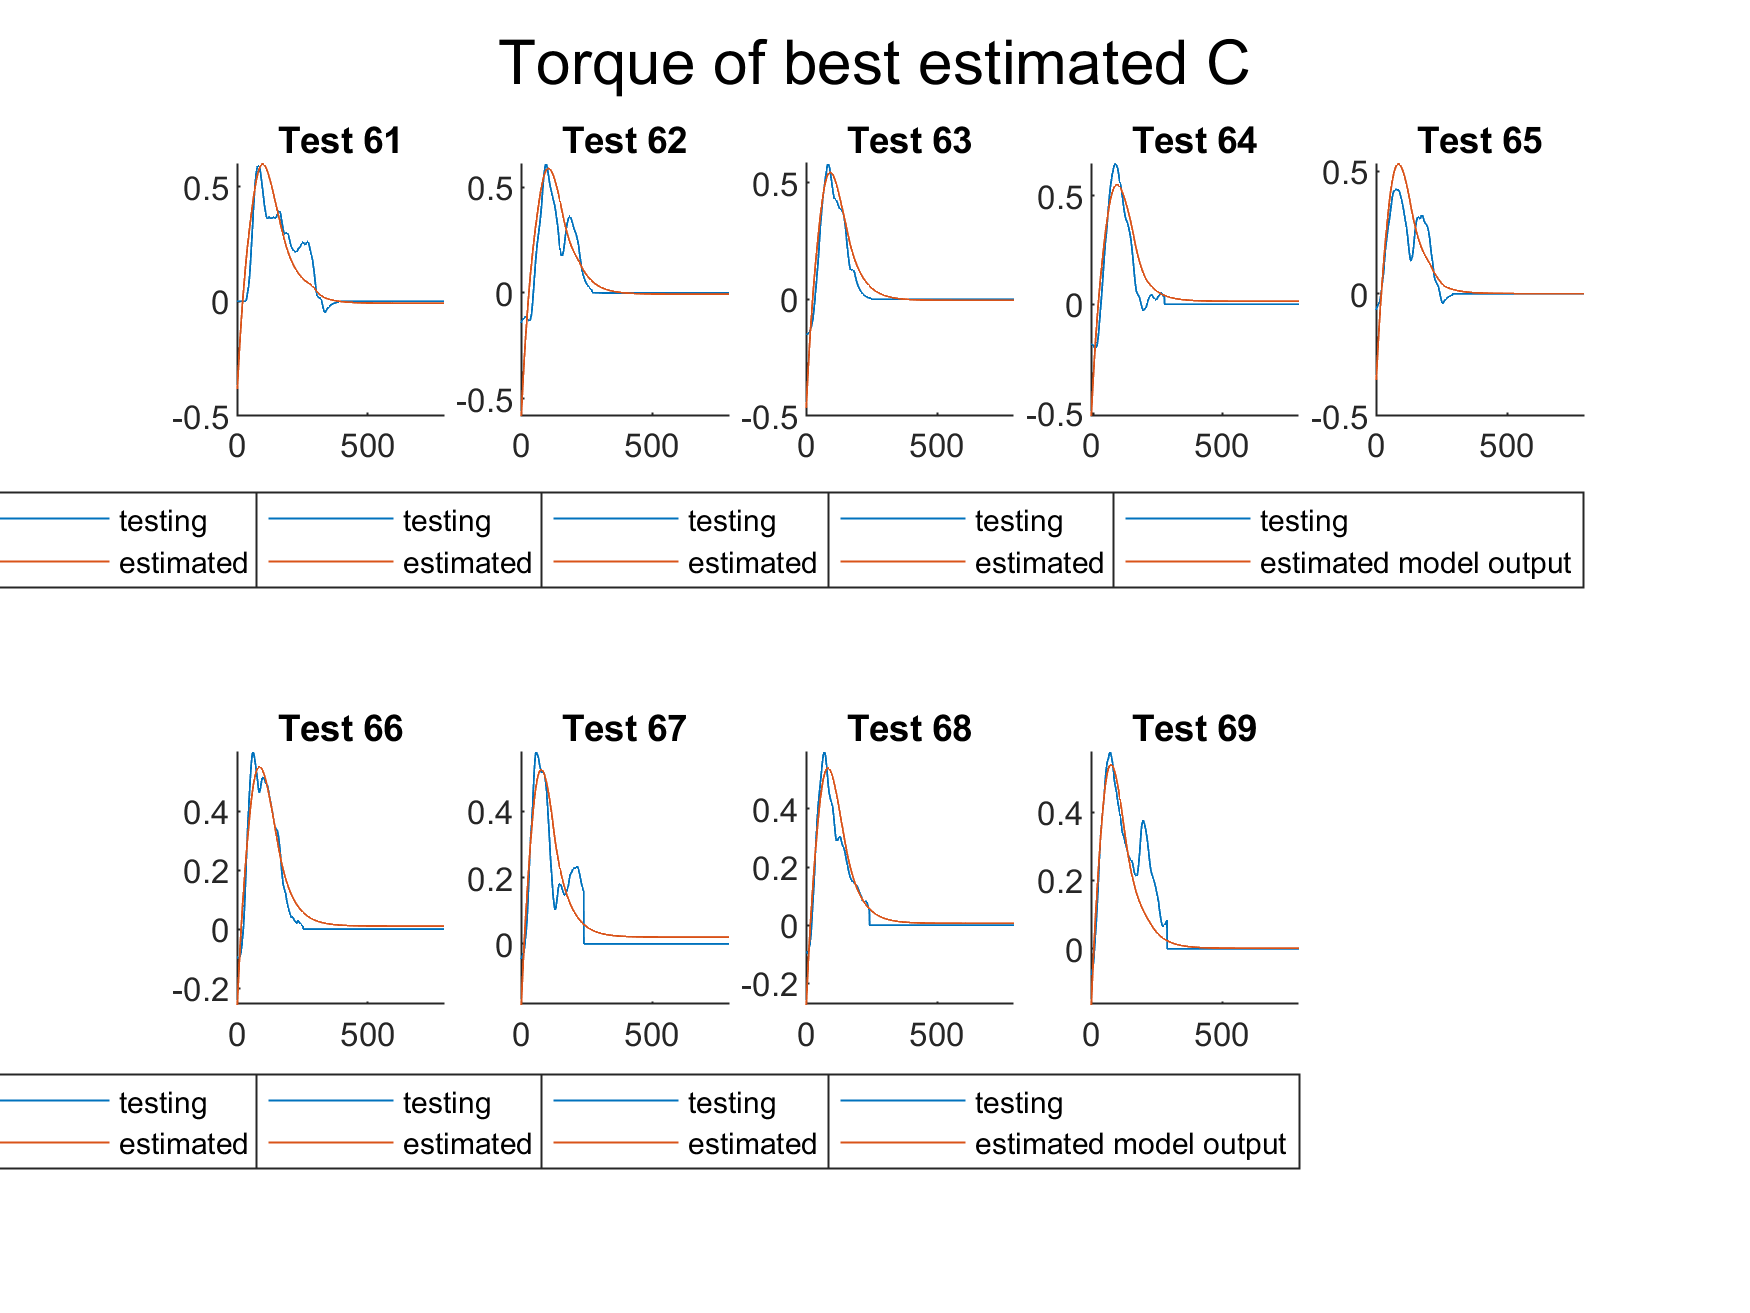 Torque of best estimated C
Test 61 Test 62 Test 63 Test 64 Test 65
0.5 0.5 0.5 0.5 0.5
0 0 0 0 0
-0.5 -0.5 -0.5 -0.5 -0.5
0 500 0 500 0 500 0 500 0 500
testing testing testing testing testing
estimated estimated estimated estimated estimated model output
Test 66 Test 67 Test 68 Test 69
0.4 0.4 0.4 0.4
0.2 0.2 0.2 0.2
0 0 0 0
-0.2 -0.2
0 500 0 500 0 500 0 500
testing testing testing testing
estimated estimated estimated estimated model output